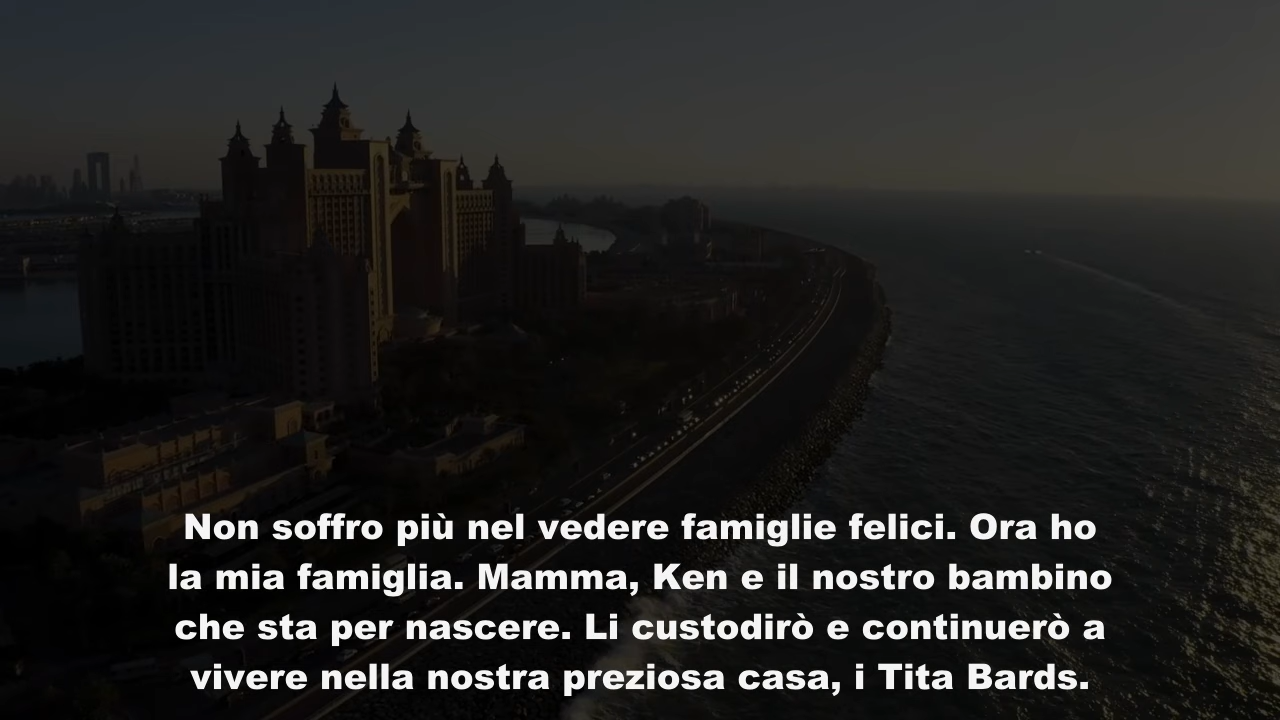 Non soffro più nel vedere famiglie felici. Ora ho
la mia famiglia. Mamma, Ken e il nostro bambino
che sta per nascere. Li custodirò e continuerò a
vivere nella nostra preziosa casa, i Tita Bards.